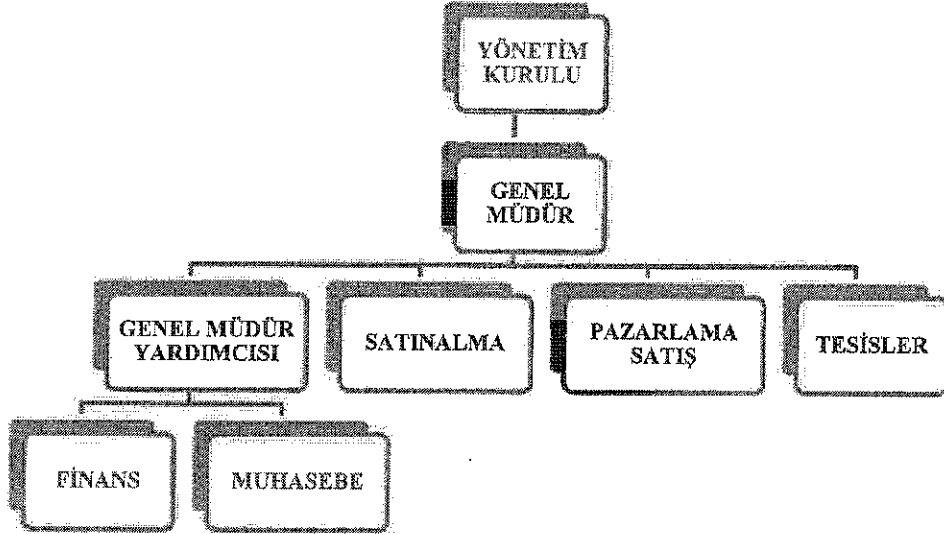 YÖNETİM
KURULU
GENEL
MÜDÜR
GENEL MÜDÜR
YARDIMCISI
SATINALMA
PAZARLAMA
SATIŞ
TESİSLER
FİNANS
MUHASEBE